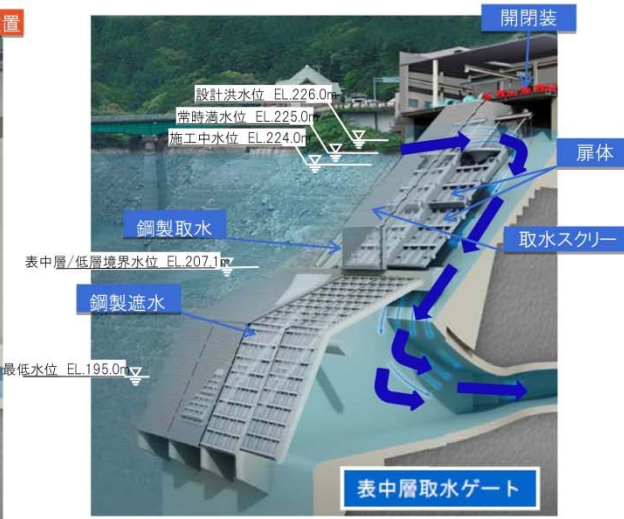 置
開閉装
設計洪水位 EL.226.0m
常時満水位 EL.225.0m
施工中水位 EL.224.0m
扉体
鋼製取水
取水スクリー
表中層/低層境界水位 EL.207.1m
鋼製遮水
最低水位 EL.195.0m
表中層取水ゲート